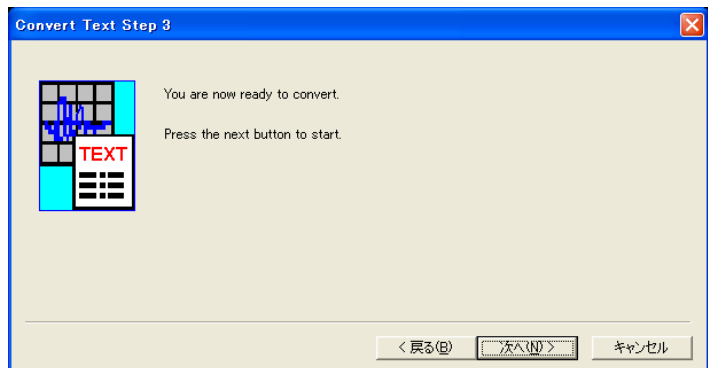 Convert Text Step 3
You are now ready to convert.
Press the next button to start.
TEXT
< 戻る(B)
次へ(N) >
キャンセル